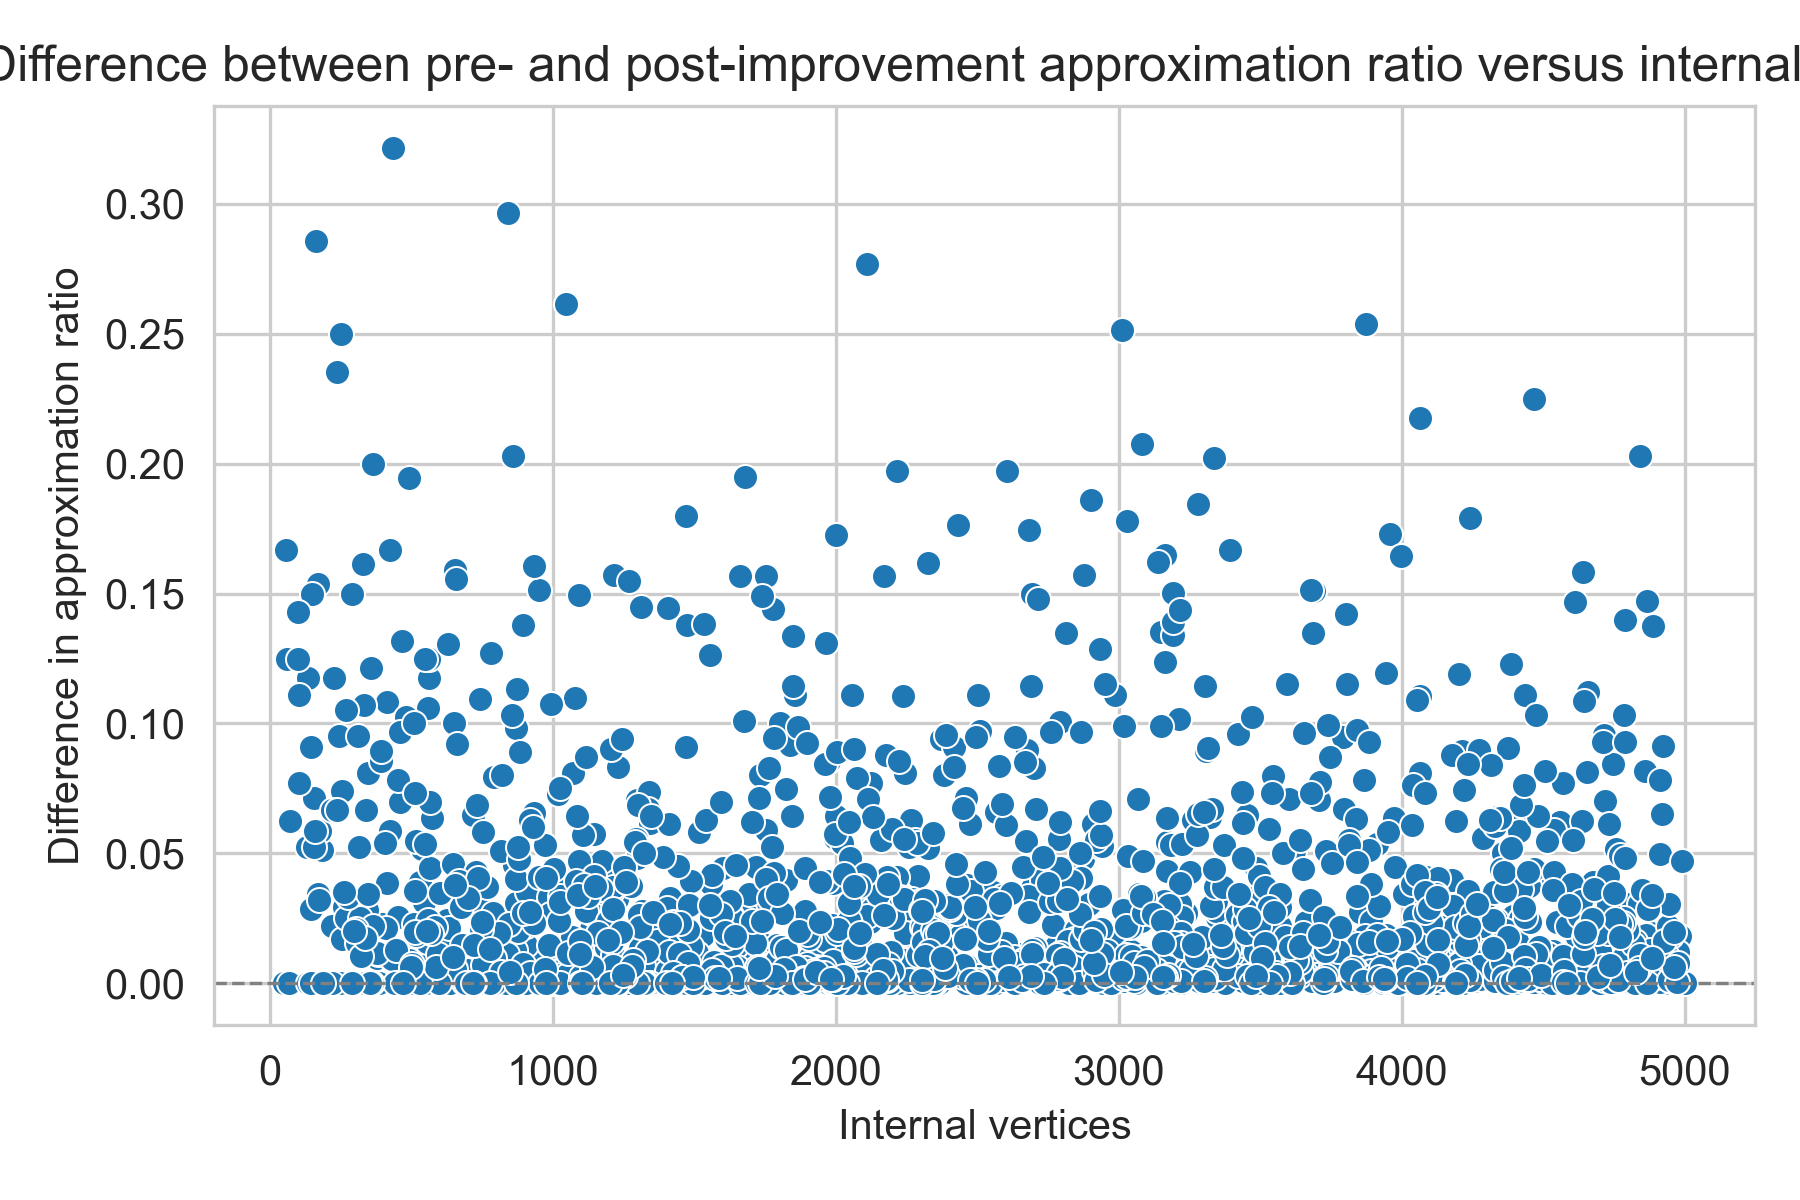 Difference between pre- and post-improvement approximation ratio versus internal
Difference in approximation ratio
0.30
0.25
0.20
0.15
0.10
0.05
0.00
0 1000 2000 3000 4000 5000
Internal vertices